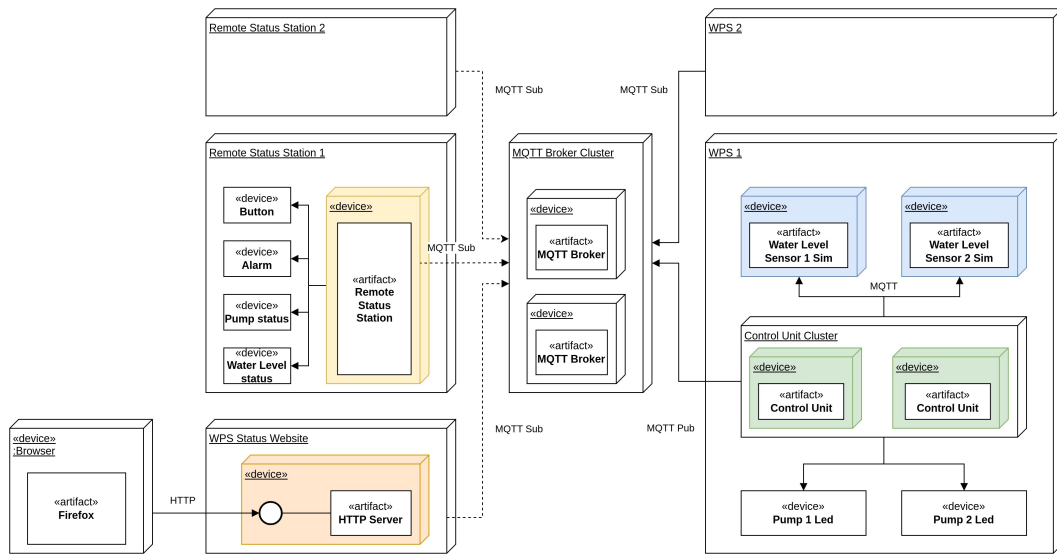 Remote Status Station 2
WPS 2
MQTT Sub
MQTT Sub
Remote Status Station 1
«device»
Button
«device»
Alarm
«device»
Pump status
«device»
Water Level
status
«device»
«artifact»
Remote
Status
Station
MQTT Sub
MQTT Broker Cluster
«device»
«artifact»
MQTT Broker
«device»
«artifact»
MQTT Broker
WPS 1
«device»
«artifact»
Water Level
Sensor 1 Sim
«device»
«artifact»
Water Level
Sensor 2 Sim
MQTT
Control Unit Cluster
«device»
«artifact»
Control Unit
«device»
«artifact»
Control Unit
MQTT Sub
MQTT Pub
«device»
:Browser
«artifact»
Firefox
HTTP
WPS Status Website
«device»
«artifact»
HTTP Server
«device»
Pump 1 Led
«device»
Pump 2 Led